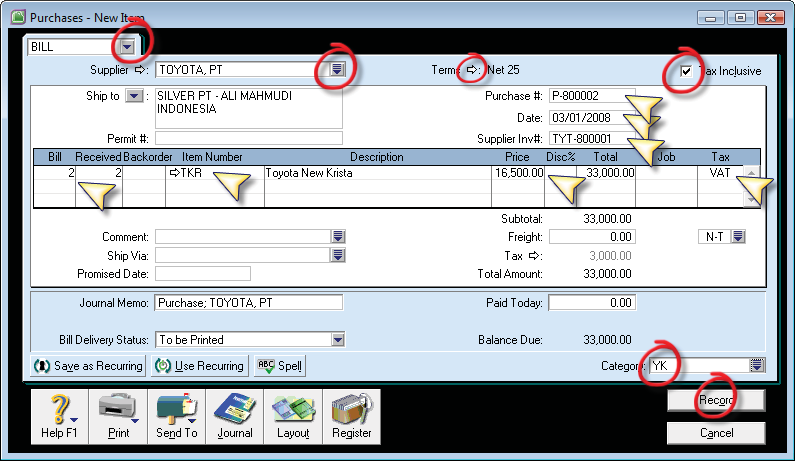 Purchases - New Item
BILL
Supplier ⇨: TOYOTA, PT Terms ⇨: Net 25 Tax Inclusive
Ship to : SILVER PT - ALI MAHMUDI Purchase #: P-800002
INDONESIA Date: 03/01/2008
Permit #: Supplier Inv#: TYT-800001
Bill Received Backorder Item Number Description Price Disc% Total Job Tax
2 2 ⇨TKR Toyota New Krista 16,500.00 33,000.00 VAT
Subtotal: 33,000.00
Comment: Freight: 0.00 N-T
Ship Via: Tax ⇨: 3,000.00
Promised Date: Total Amount: 33,000.00
Journal Memo: Purchase; TOYOTA, PT Paid Today: 0.00
Bill Delivery Status: To be Printed Balance Due: 33,000.00
Save as Recurring Use Recurring ABC Spell Category: YK
Record
Help F1 Print Send To Journal Layout Register
Cancel